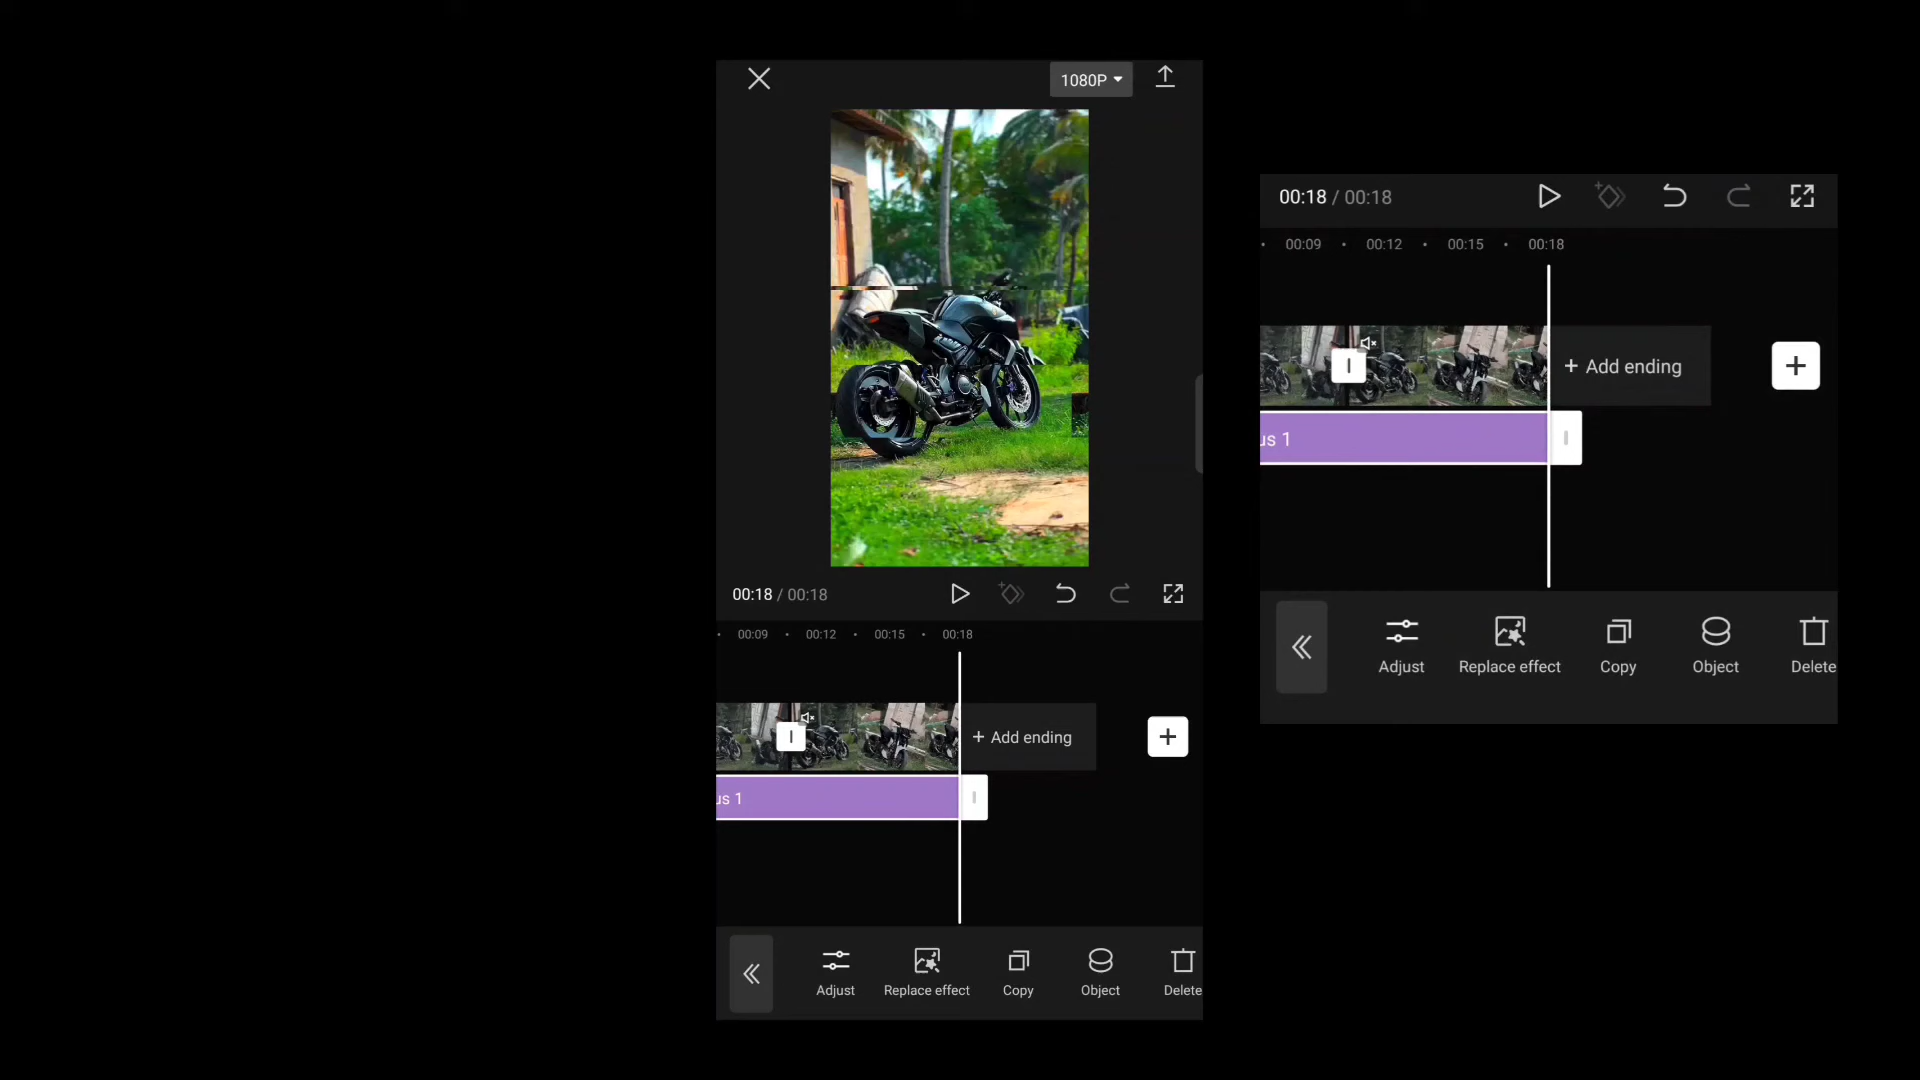 1080P
00:18 / 00:18
00:09 00:12 00:15 00:18
+ Add ending
us 1
Adjust Replace effect Copy Object Delete
00:18 / 00:18
00:09 00:12 00:15 00:18
+ Add ending
us 1
Adjust Replace effect Copy Object Delete